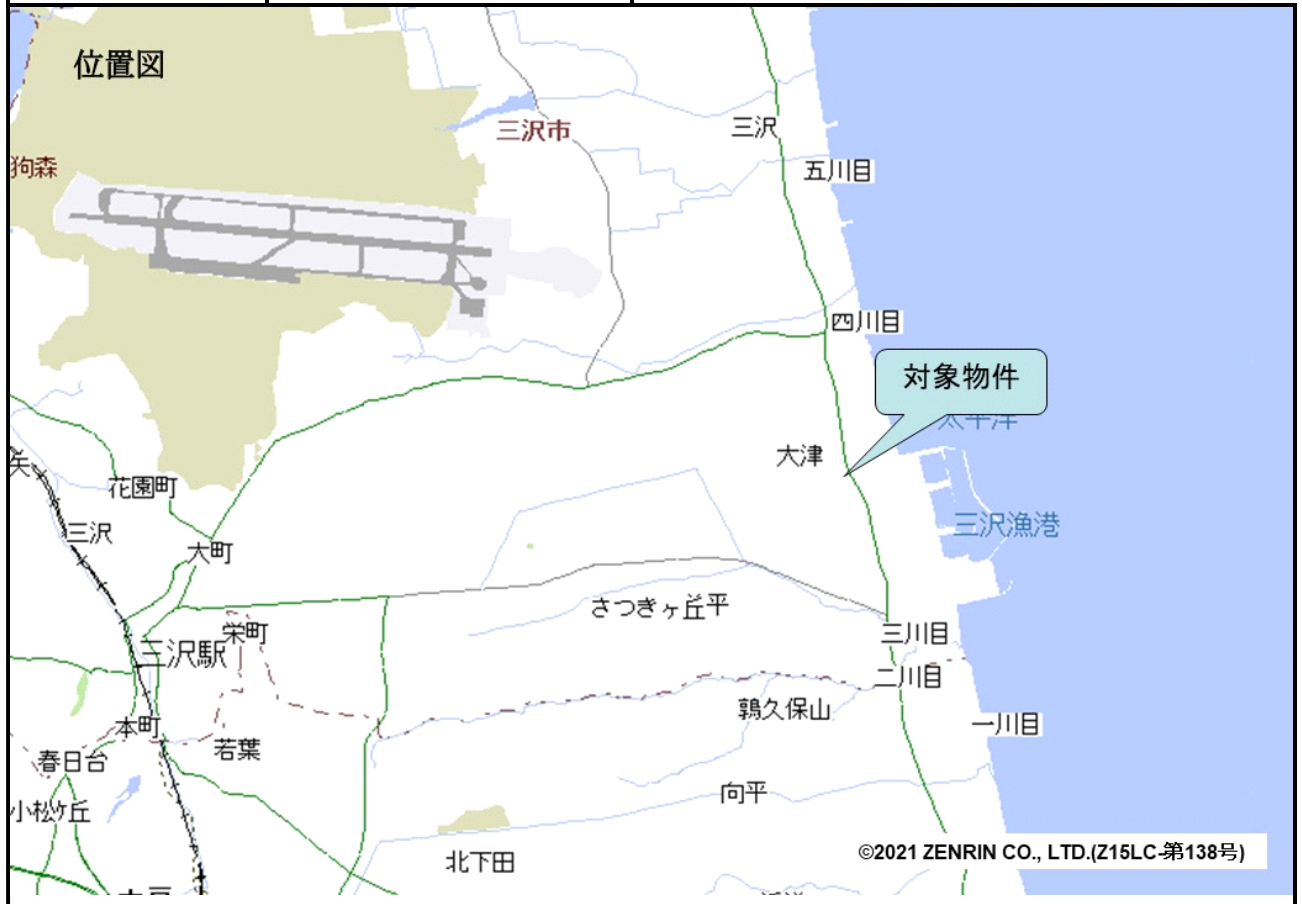 位置図
三沢市
三沢
狗森
五川目
四川目
対象物件
太平洋
大津
花園町
三沢
三沢漁港
大町
さつきヶ丘平
栄町
三川目
三沢駅
二川目
鶉久保山
本町
一川目
若葉
春日台
向平
小松ケ丘
©2021 ZENRIN CO., LTD.(Z15LC-第138号)
北下田